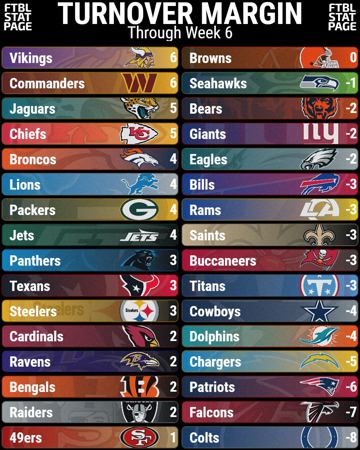 FTBL
STAT
PAGE
TURNOVER MARGIN
Through Week 6
FTBL
STAT
PAGE
Vikings 6
Commanders 6
Jaguars 5
Chiefs 5
Broncos 4
Lions 4
Packers 4
Jets 4
Panthers 3
Texans 3
Steelers 3
Cardinals 2
Ravens 2
Bengals 2
Raiders 2
49ers 1
Browns 0
Seahawks -1
Bears -2
Giants ny -2
Eagles -2
Bills -3
Rams -3
Saints -3
Buccaneers -3
Titans -3
Cowboys -4
Dolphins -4
Chargers -5
Patriots -6
Falcons -7
Colts -8